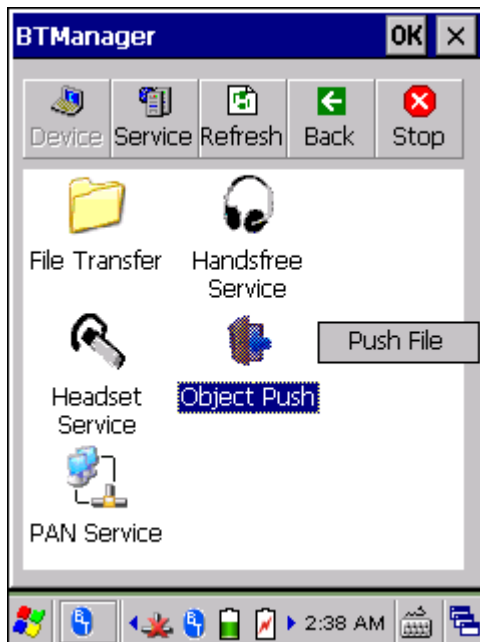 BTManager OK
Device Service Refresh Back Stop
File Transfer
Handsfree
Service
Headset
Service
Object Push
Push File
PAN Service
2:38 AM